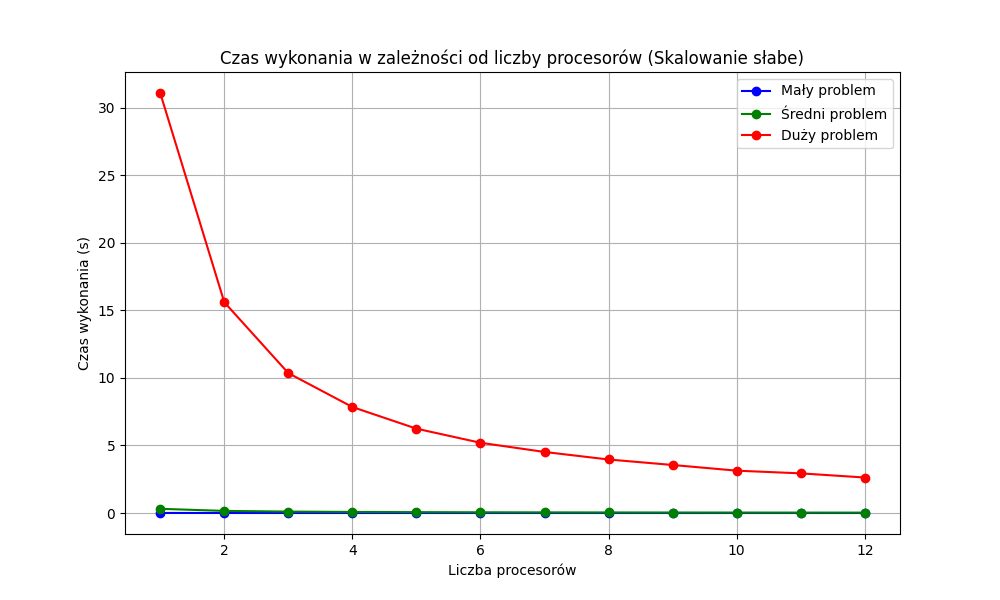 Czas wykonania w zależności od liczby procesorów (Skalowanie słabe)
Mały problem
Średni problem
Duży problem
30
25
20
15
10
5
0
Czas wykonania (s)
2 4 6 8 10 12
Liczba procesorów